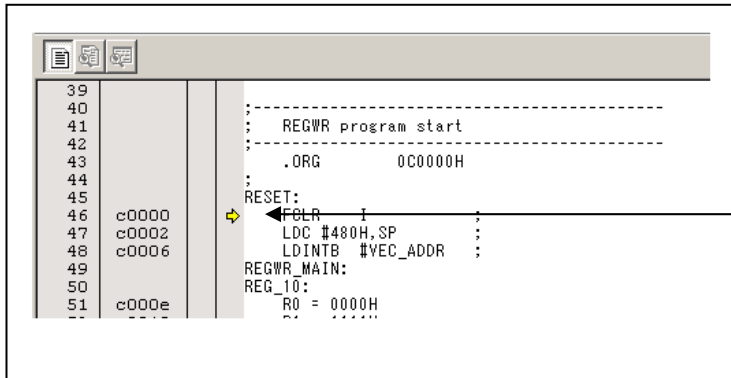 39
40 ;-----------------------------------------------
41 ; REGWR program start
42 ;-----------------------------------------------
43 .ORG 0C0000H
44 ;
45 RESET:
46 c0000 FCLR I ;
47 c0002 LDC #480H,SP ;
48 c0006 LDINTB #VEC_ADDR ;
49 REGWR_MAIN:
50 REG_10:
51 c000e R0 = 0000H